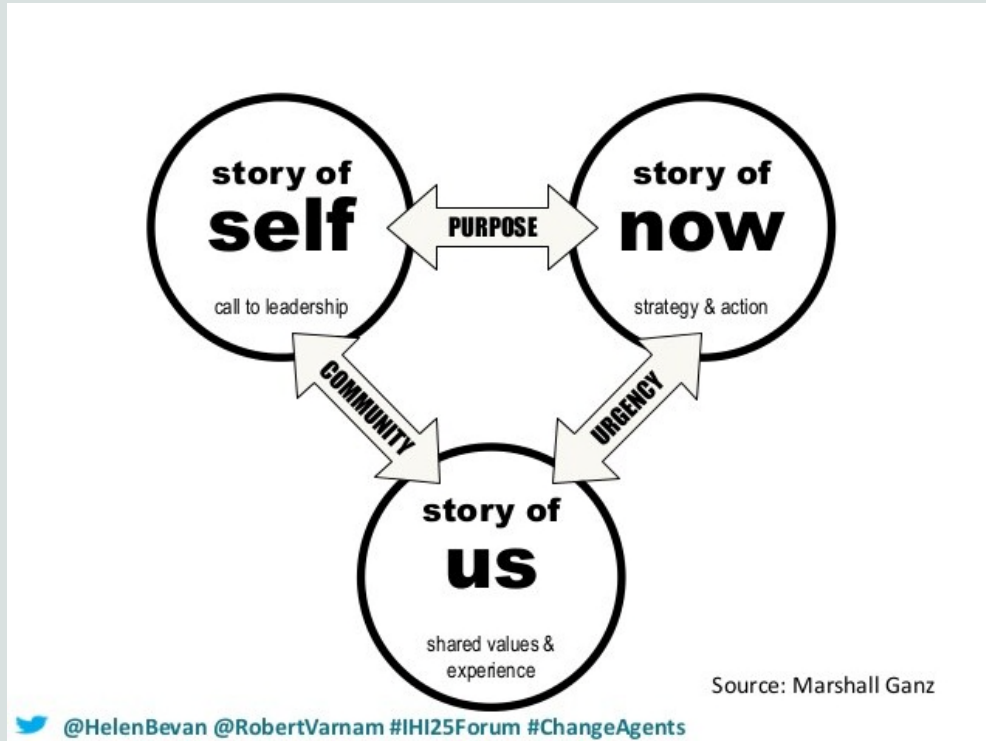 story of
self
call to leadership
PURPOSE
story of
now
strategy & action
COMMUNITY
URGENCY
story of
us
shared values &
experience
Source: Marshall Ganz
@HelenBevan @RobertVarnam #IHI25Forum #ChangeAgents